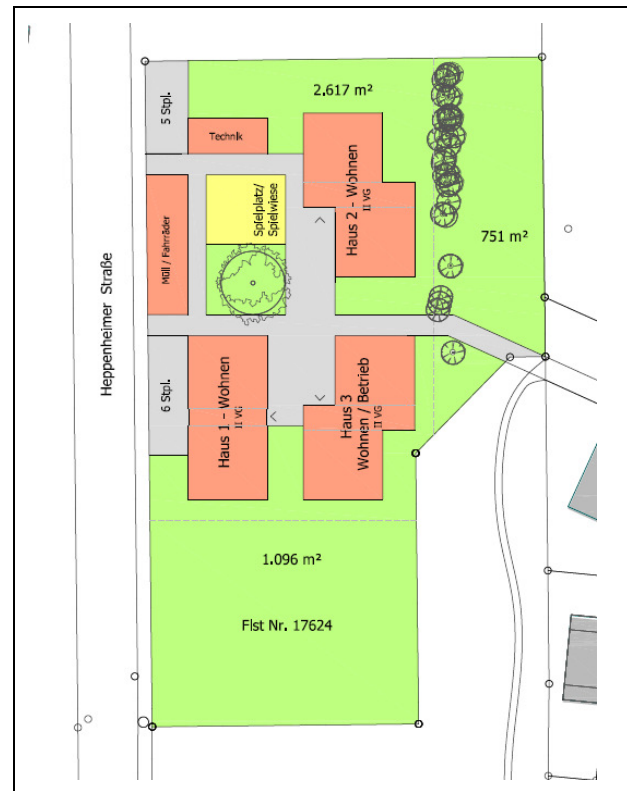 2.617 m²
5 Stpl.
Technik
Haus 2 - Wohnen
II VG
Spielplatz/
Spielwiese
Müll / Fahrräder
751 m²
Heppenheimer Straße
6 Stpl.
Haus 1 - Wohnen
II VG
Haus 3
Wohnen / Betrieb
II VG
1.096 m²
Flst Nr. 17624